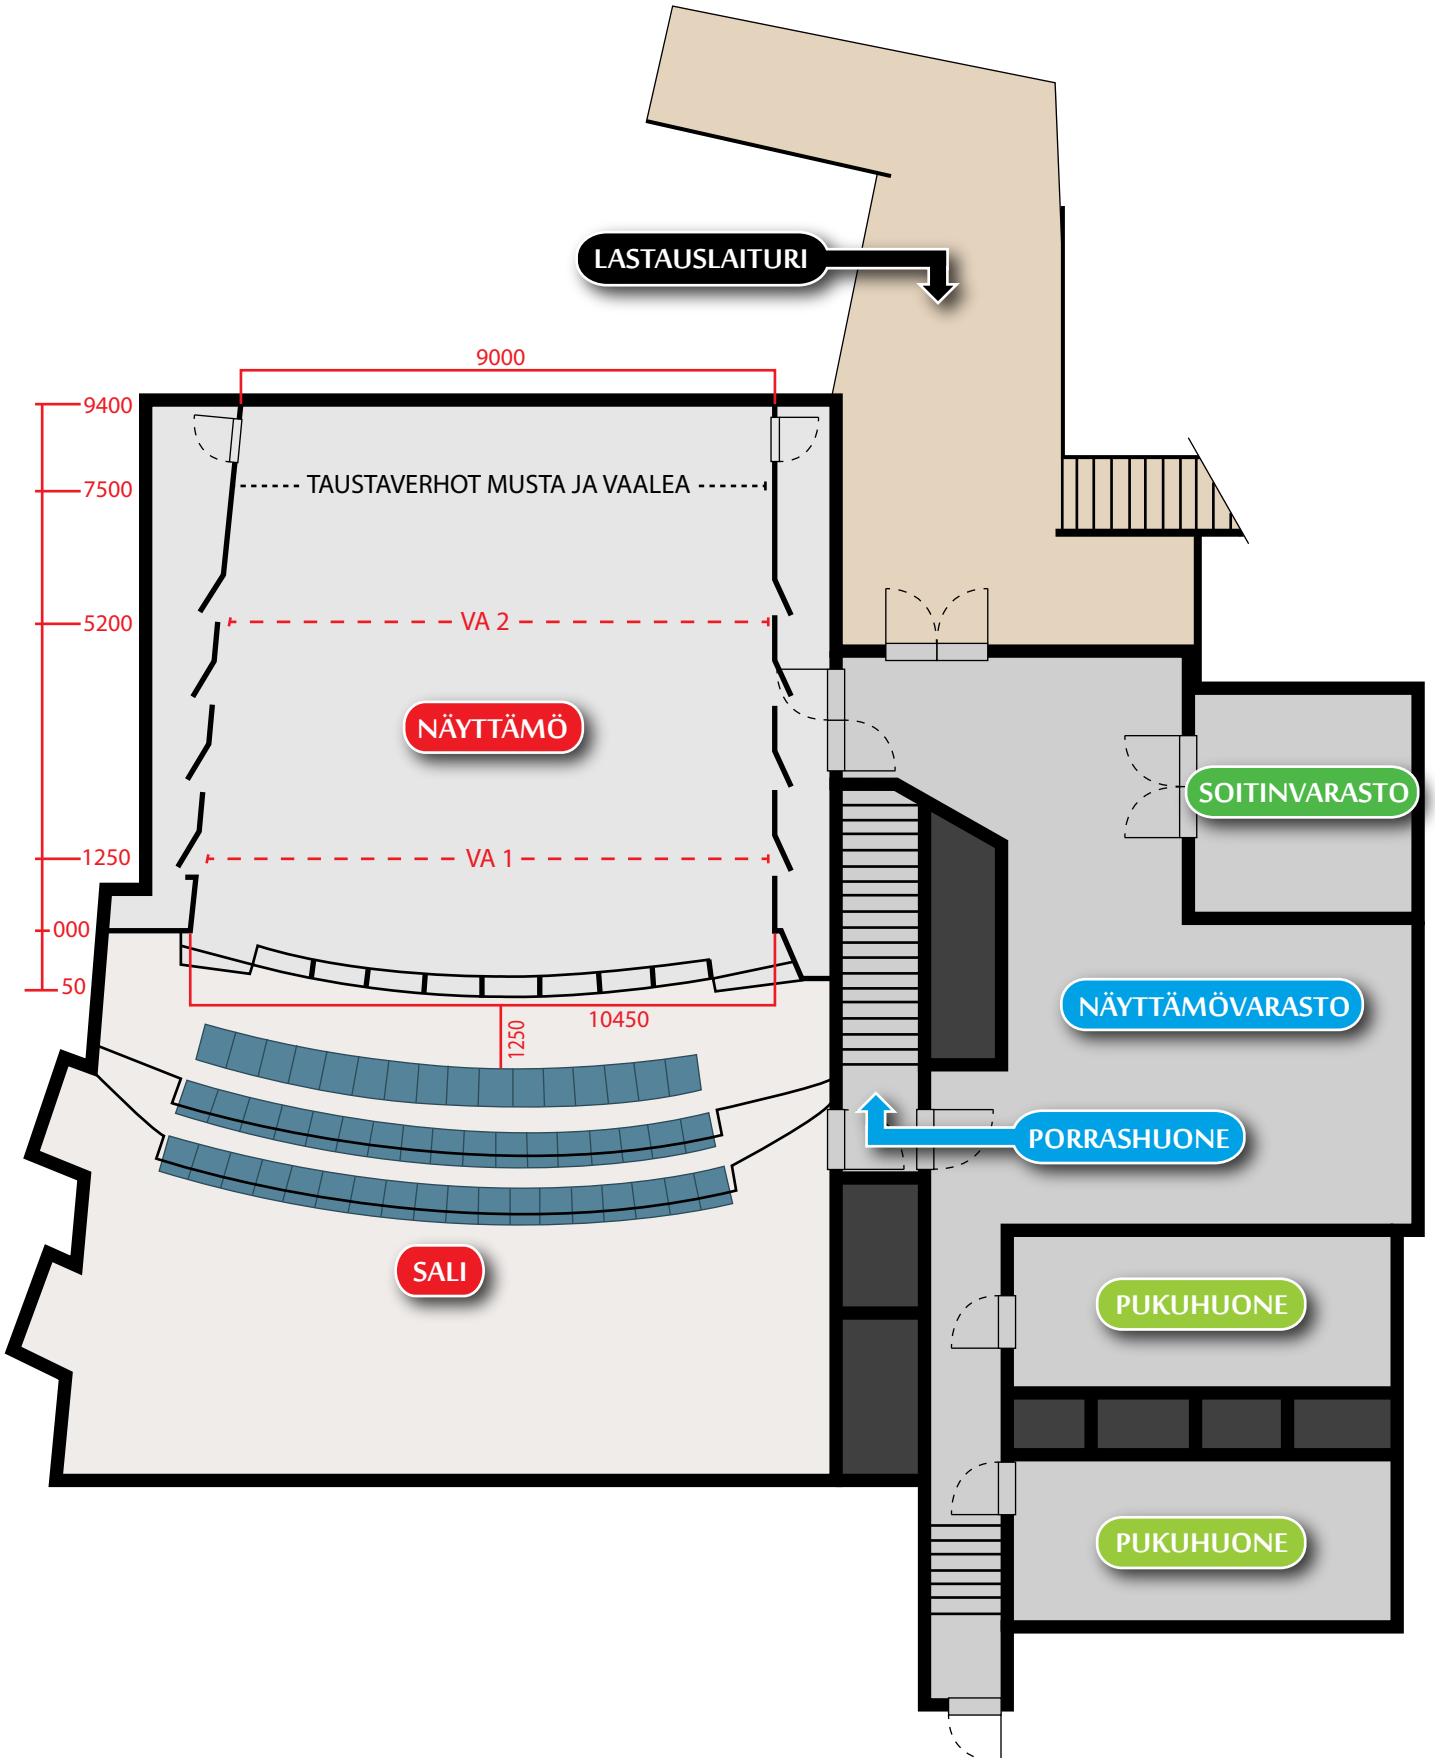 LASTAUSLAITURI
9000
9400
7500
TAUSTAVERHOT MUSTA JA VAALEA
5200
VA 2
NÄYTTÄMÖ
SOITINVARASTO
1250
VA 1
000
50
NÄYTTÄMÖVARASTO
10450
1250
PORRASHUONE
SALI
PUKUHUONE
PUKUHUONE